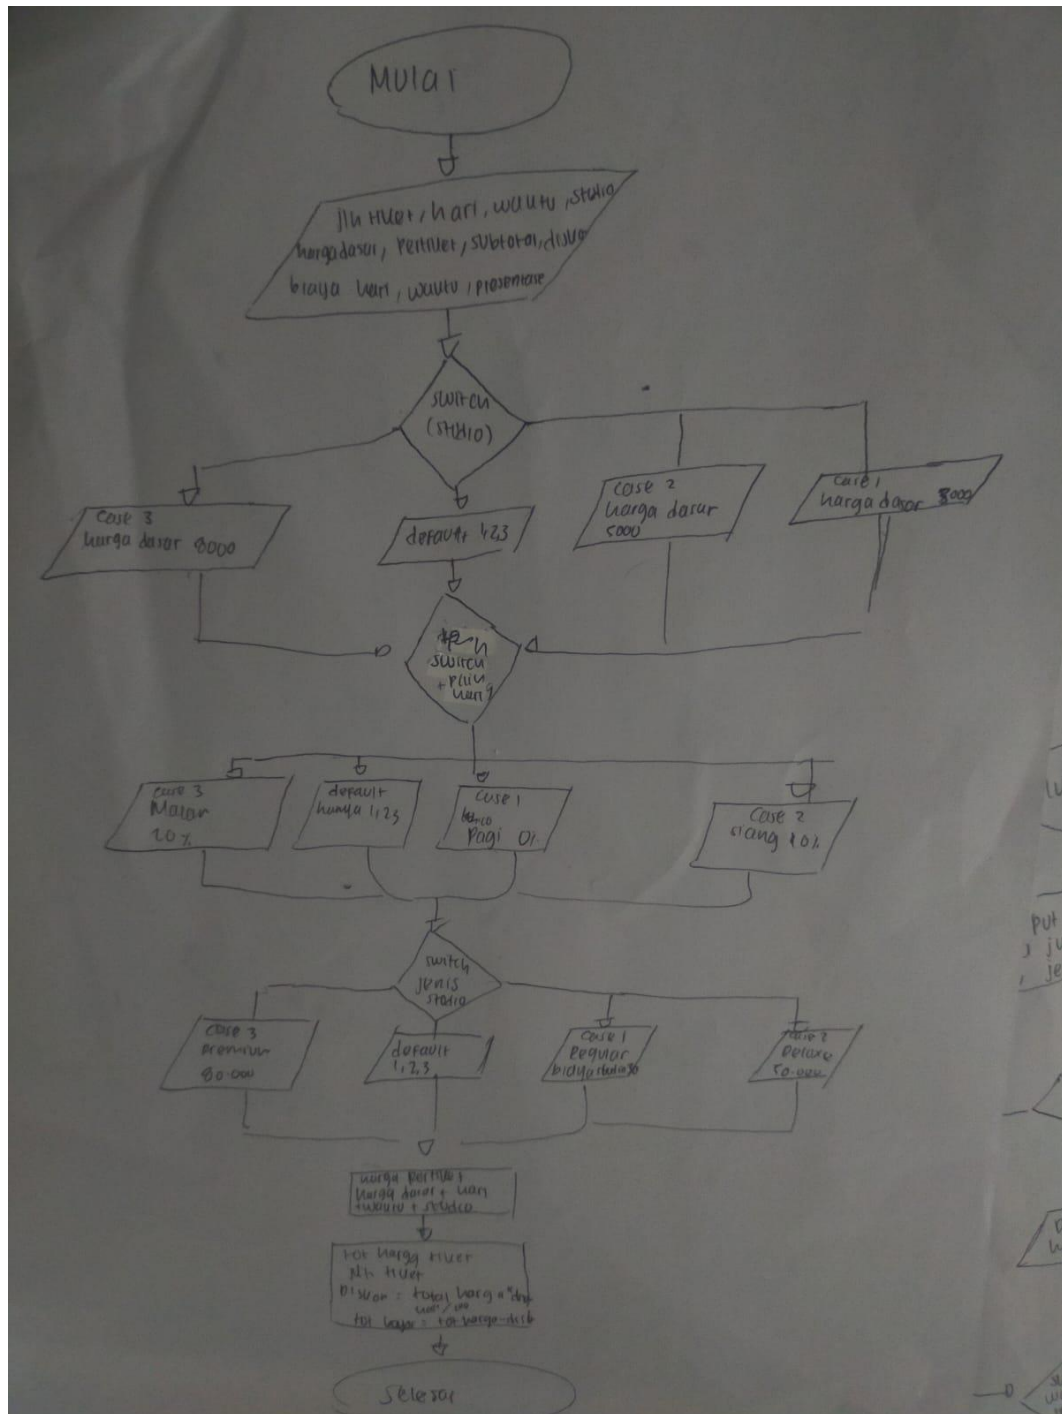 Mulai
jlh tiket, hari, waktu, studio
harga dasar, pertiket, subtotal, disko
biaya hari, waktu, presentase
switch
(studio)
case 3
harga dasar 8000
default 1,2,3
case 2
harga dasar
5000
case 1
harga dasar 3000
switch
+ pilih
hari
case 3
Malam
20%
default
hanya 1,2,3
case 1
Pagi 0%
case 2
siang 10%
switch
jenis
studio
case 3
premium
80.000
default
1,2,3
case 1
Regular
case 2
Deluxe
50.000
harga pertiket
harga dasar + hari
+ waktu + studio
tot harga tiket
jlh tiket
Diskon = total harga *
tot bayar = tot harga - disk
selesai
put
, ju
, je